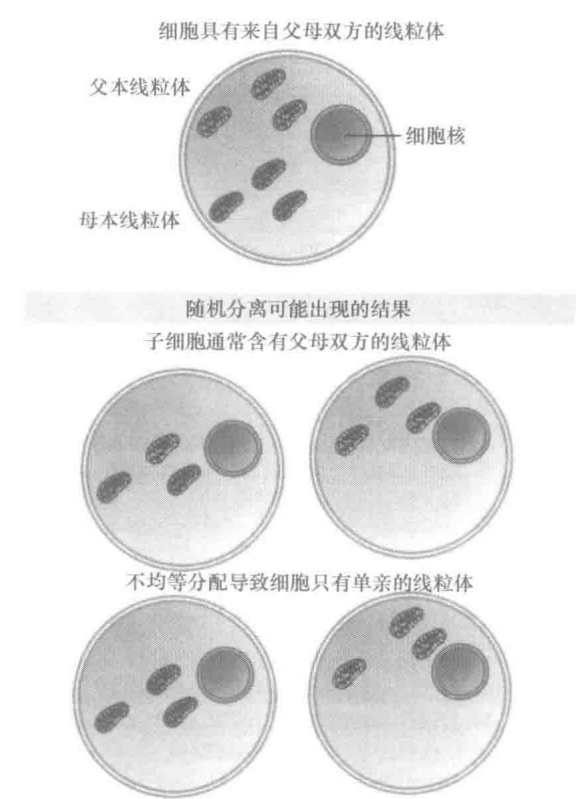 细胞具有来自父母双方的线粒体
父本线粒体
细胞核
母本线粒体
随机分离可能出现的结果
子细胞通常含有父母双方的线粒体
不均等分配导致细胞只有单亲的线粒体